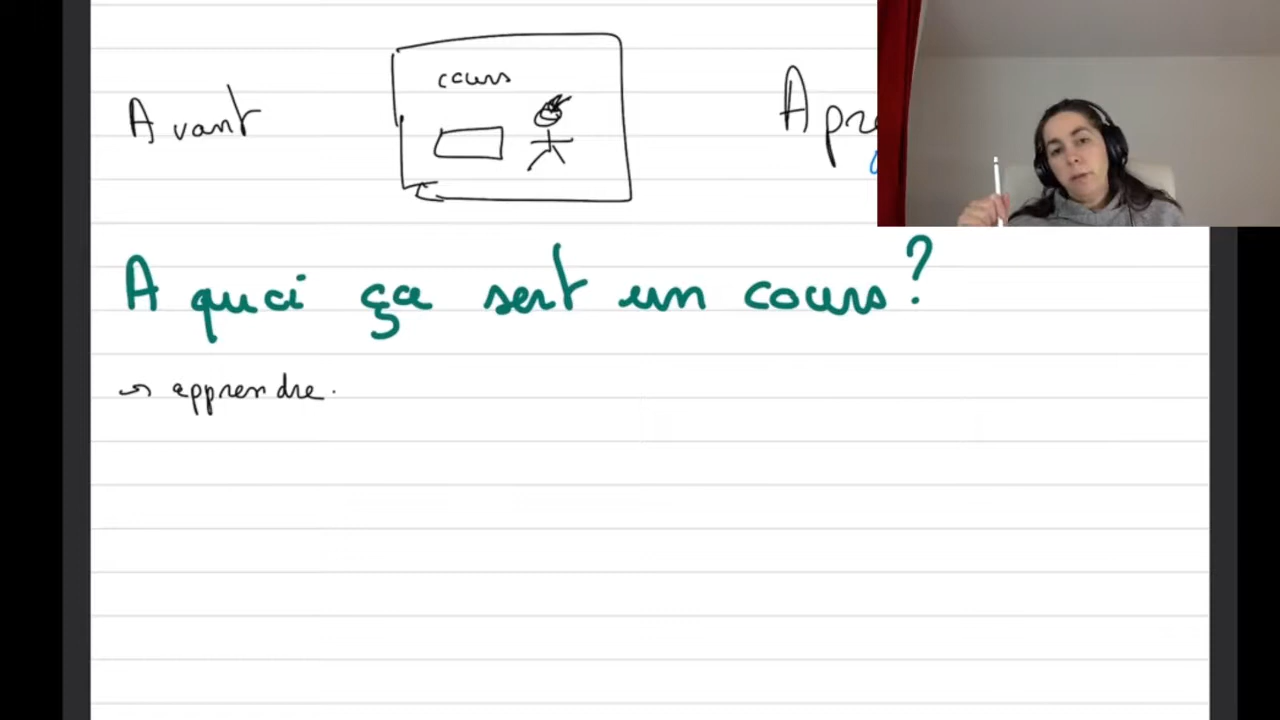 cours
Avant
Apr
A quoi ça sert un cours ?
→ apprendre.